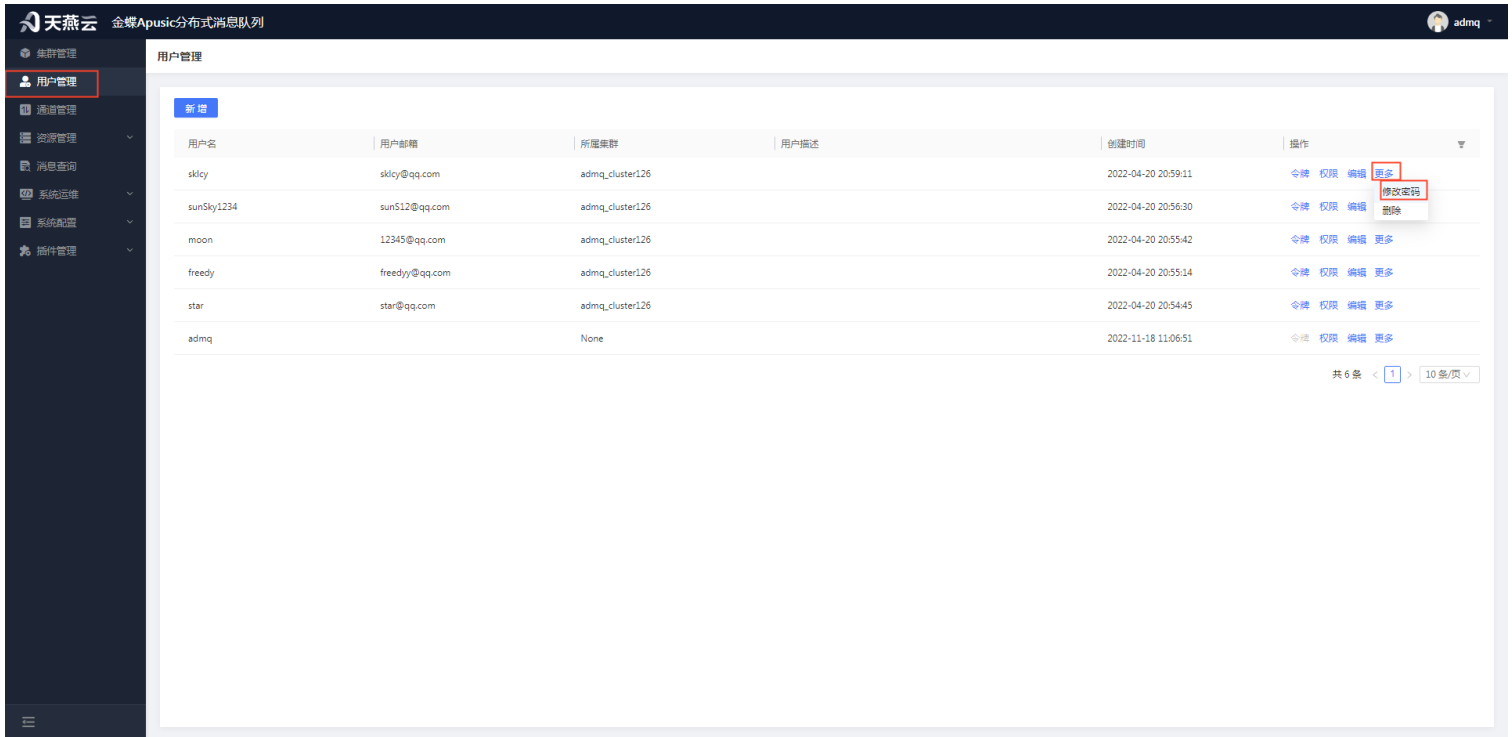 天燕云 金蝶Apusic分布式消息队列 admq
集群管理
用户管理
通道管理
资源管理
消息查询
系统运维
系统配置
插件管理
用户管理
新增
用户名 用户邮箱 所属集群 用户描述 创建时间 操作
sklcy sklcy@qq.com admq_cluster126 2022-04-20 20:59:11 令牌 权限 编辑 更多
修改密码
删除
sunSky1234 sunS12@qq.com admq_cluster126 2022-04-20 20:56:30 令牌 权限 编辑
moon 12345@qq.com admq_cluster126 2022-04-20 20:55:42 令牌 权限 编辑 更多
freedy freedyy@qq.com admq_cluster126 2022-04-20 20:55:14 令牌 权限 编辑 更多
star star@qq.com admq_cluster126 2022-04-20 20:54:45 令牌 权限 编辑 更多
admq None 2022-11-18 11:06:51 令牌 权限 编辑 更多
共 6 条 < 1 > 10 条/页